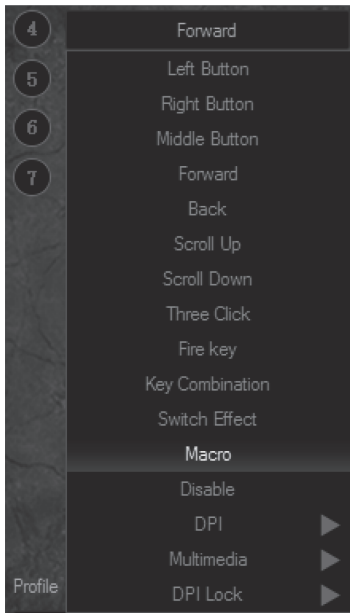 4 Forward
Left Button
5
Right Button
6 Middle Button
7 Forward
Back
Scroll Up
Scroll Down
Three Click
Fire key
Key Combination
Switch Effect
Macro
Disable
DPI
Multimedia
Profile DPI Lock